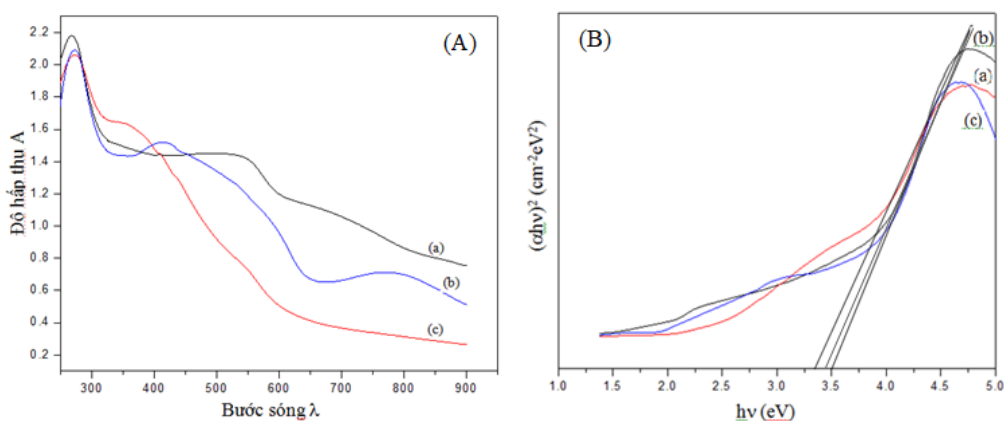 (A)
2.2
2.0
1.8
1.6
1.4
1.2
1.0
0.8
0.6
0.4
0.2
Độ hấp thu A
(a)
(b)
(c)
300 400 500 600 700 800 900
Bước sóng λ
(B)
(b)
(a)
(c)
(αhν)² (cm⁻²eV²)
1.0 1.5 2.0 2.5 3.0 3.5 4.0 4.5 5.0
hν (eV)